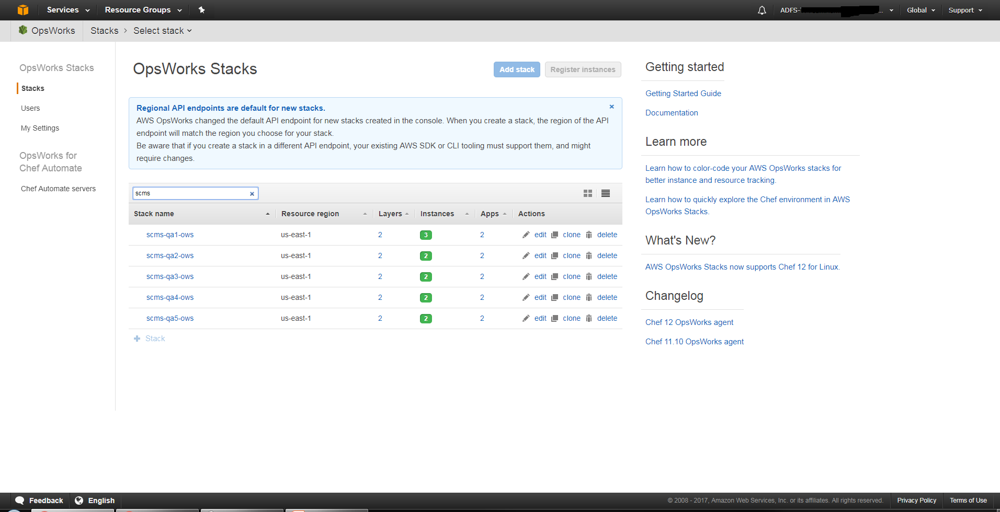 Services Resource Groups ADFS- ... Global Support
OpsWorks Stacks > Select stack
OpsWorks Stacks
Stacks
Users
My Settings
OpsWorks for
Chef Automate
Chef Automate servers
OpsWorks Stacks
Add stack Register instances
Regional API endpoints are default for new stacks.
AWS OpsWorks changed the default API endpoint for new stacks created in the console. When you create a stack, the region of the API
endpoint will match the region you choose for your stack.
Be aware that if you create a stack in a different API endpoint, your existing AWS SDK or CLI tooling must support them, and might
require changes.
scms
Stack name Resource region Layers Instances Apps Actions
scms-qa1-ows us-east-1 2 3 2 edit clone delete
scms-qa2-ows us-east-1 2 2 2 edit clone delete
scms-qa3-ows us-east-1 2 2 2 edit clone delete
scms-qa4-ows us-east-1 2 2 2 edit clone delete
scms-qa5-ows us-east-1 2 2 2 edit clone delete
Stack
Getting started
Getting Started Guide
Documentation
Learn more
Learn how to color-code your AWS OpsWorks stacks for
better instance and resource tracking.
Learn how to quickly explore the Chef environment in AWS
OpsWorks Stacks.
What's New?
AWS OpsWorks Stacks now supports Chef 12 for Linux.
Changelog
Chef 12 OpsWorks agent
Chef 11.10 OpsWorks agent
Feedback English © 2008 - 2017, Amazon Web Services, Inc. or its affiliates. All rights reserved. Privacy Policy Terms of Use